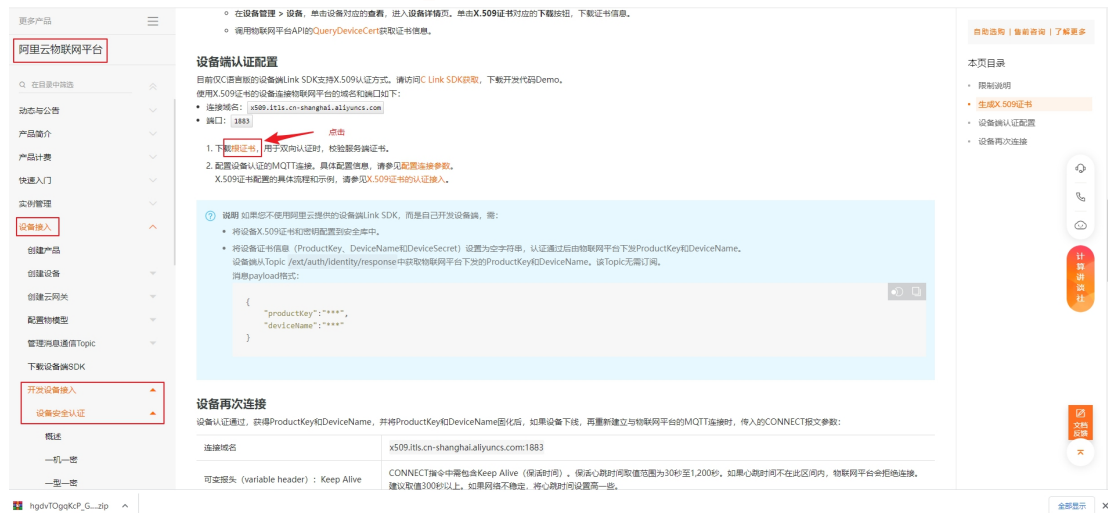 更多产品
阿里云物联网平台
在目录中筛选
动态与公告
产品简介
产品计费
快速入门
实例管理
设备接入
创建产品
创建设备
创建云网关
配置物模型
管理消息通信Topic
下载设备端SDK
开发设备接入
设备安全认证
概述
一机一密
一型一密
在设备管理 > 设备，单击设备对应的查看，进入设备详情页。单击X.509证书对应的下载按钮，下载证书信息。
调用物联网平台API的QueryDeviceCert获取证书信息。
设备端认证配置
目前仅C语言版的设备端Link SDK支持X.509认证方式。请访问C Link SDK获取，下载开发代码Demo。
使用X.509证书的设备连接物联网平台的域名和端口如下：
连接域名： x509.itls.cn-shanghai.aliyuncs.com
端口： 1883
点击
1. 下载根证书，用于双向认证时，校验服务端证书。
2. 配置设备认证的MQTT连接。具体配置信息，请参见配置连接参数。
X.509证书配置的具体流程和示例，请参见X.509证书的认证接入。
说明 如果您不使用阿里云提供的设备端Link SDK，而是自己开发设备端，需：
将设备X.509证书和密钥配置到安全库中。
将设备证书信息（ProductKey、DeviceName和DeviceSecret）设置为空字符串，认证通过后由物联网平台下发ProductKey和DeviceName。
设备端从Topic /ext/auth/identity/response中获取物联网平台下发的ProductKey和DeviceName。该Topic无需订阅。
消息payload格式：
{
"productKey":"***",
"deviceName":"***"
}
设备再次连接
设备认证通过，获得ProductKey和DeviceName，并将ProductKey和DeviceName固化后，如果设备下线，再重新建立与物联网平台的MQTT连接时，传入的CONNECT报文参数：
连接域名 x509.itls.cn-shanghai.aliyuncs.com:1883
可变报头（variable header）：Keep Alive CONNECT指令中需包含Keep Alive（保活时间）。保活心跳时间取值范围为30秒至1,200秒。如果心跳时间不在此区间内，物联网平台会拒绝连接。
建议取值300秒以上。如果网络不稳定，将心跳时间设置高一些。
自助选购 | 售前咨询 | 了解更多
本页目录
限制说明
生成X.509证书
设备端认证配置
设备再次连接
计算讲谈社
文档反馈
hgdvTOgqKcP_G....zip
全部显示